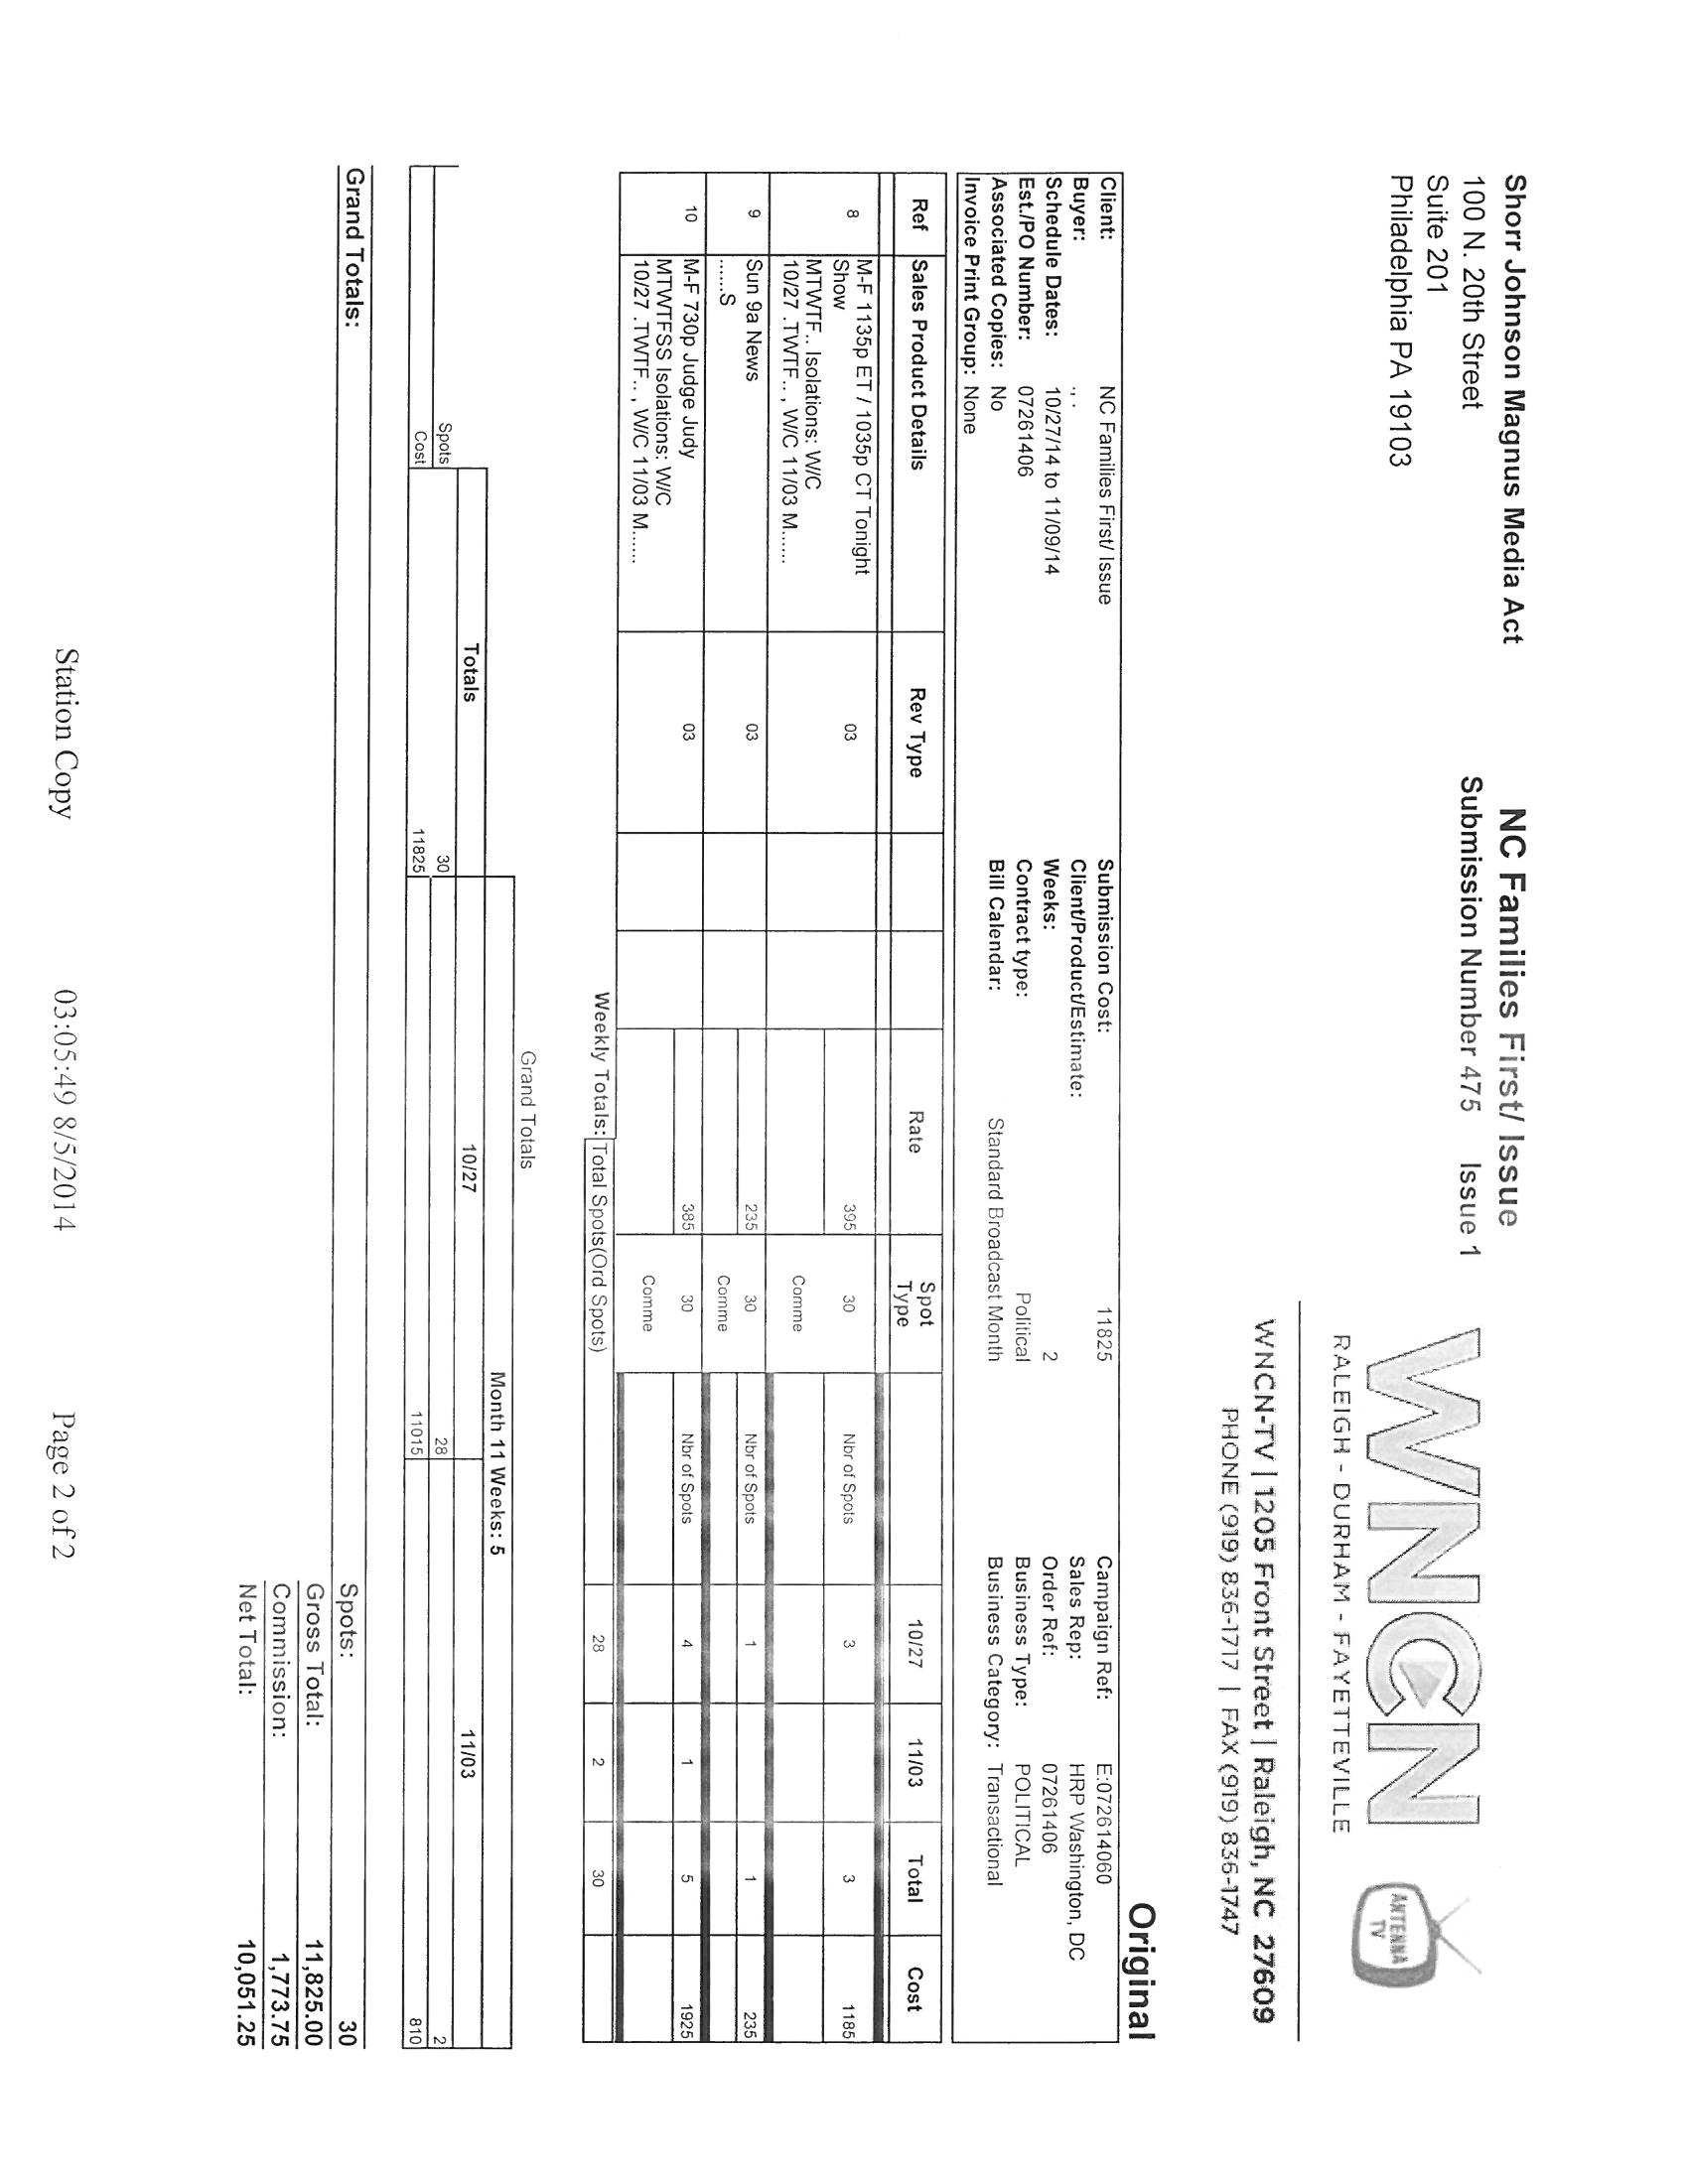 Shorr Johnson Magnus Media Act
100 N. 20th Street
Suite 201
Philadelphia PA 19103
NC Families First/ Issue
Submission Number 475 Issue 1
WNCN
ANTENNA TV
RALEIGH - DURHAM - FAYETTEVILLE
WNCN-TV | 1205 Front Street | Raleigh, NC 27609
PHONE (919) 836-1717 | FAX (919) 836-1747
Original
Client: NC Families First/ Issue Submission Cost: 11825 Campaign Ref: E:072614060
Buyer: , . Client/Product/Estimate: Sales Rep: HRP Washington, DC
Schedule Dates: 10/27/14 to 11/09/14 Weeks: 2 Order Ref: 07261406
Est./PO Number: 07261406 Contract type: Political Business Type: POLITICAL
Associated Copies: No Bill Calendar: Standard Broadcast Month Business Category: Transactional
Invoice Print Group: None
Ref Sales Product Details Rev Type Rate Spot Type 10/27 11/03 Total Cost
8 M-F 1135p ET / 1035p CT Tonight 03 395 30 Nbr of Spots 3 3 1185
Show
MTWTF.. Isolations: W/C Comme
10/27 .TWTF.. , W/C 11/03 M......
9 Sun 9a News 03 235 30 Nbr of Spots 1 1 235
......S Comme
10 M-F 730p Judge Judy 03 385 30 Nbr of Spots 4 1 5 1925
MTWTFSS Isolations: W/C Comme
10/27 .TWTF.. , W/C 11/03 M......
Weekly Totals: Total Spots(Ord Spots) 28 2 30
Grand Totals
Month 11 Weeks: 5
Totals 10/27 11/03
Spots 30 28 2
Cost 11825 11015 810
Grand Totals: Spots: 30
Gross Total: 11,825.00
Commission: 1,773.75
Net Total: 10,051.25
Station Copy 03:05:49 8/5/2014 Page 2 of 2